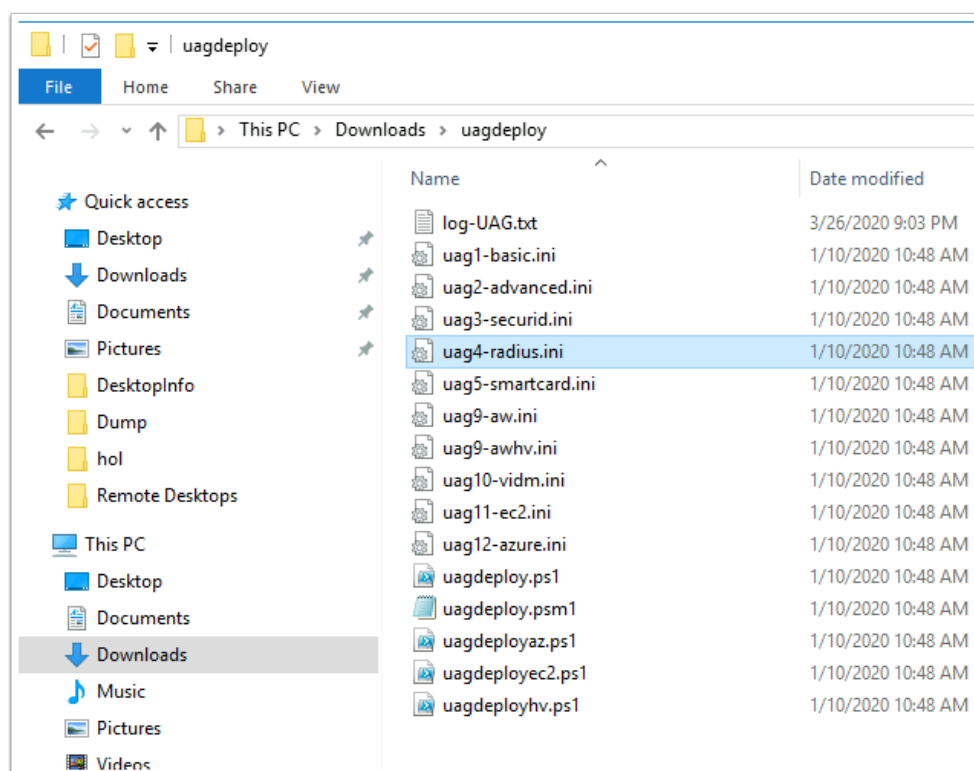 uagdeploy
File Home Share View
This PC Downloads uagdeploy
Name Date modified
Quick access
Desktop
Downloads
Documents
Pictures
DesktopInfo
Dump
hol
Remote Desktops
This PC
Desktop
Documents
Downloads
Music
Pictures
Videos
log-UAG.txt 3/26/2020 9:03 PM
uag1-basic.ini 1/10/2020 10:48 AM
uag2-advanced.ini 1/10/2020 10:48 AM
uag3-securid.ini 1/10/2020 10:48 AM
uag4-radius.ini 1/10/2020 10:48 AM
uag5-smartcard.ini 1/10/2020 10:48 AM
uag9-aw.ini 1/10/2020 10:48 AM
uag9-awhv.ini 1/10/2020 10:48 AM
uag10-vidm.ini 1/10/2020 10:48 AM
uag11-ec2.ini 1/10/2020 10:48 AM
uag12-azure.ini 1/10/2020 10:48 AM
uagdeploy.ps1 1/10/2020 10:48 AM
uagdeploy.psm1 1/10/2020 10:48 AM
uagdeployaz.ps1 1/10/2020 10:48 AM
uagdeployec2.ps1 1/10/2020 10:48 AM
uagdeployhv.ps1 1/10/2020 10:48 AM